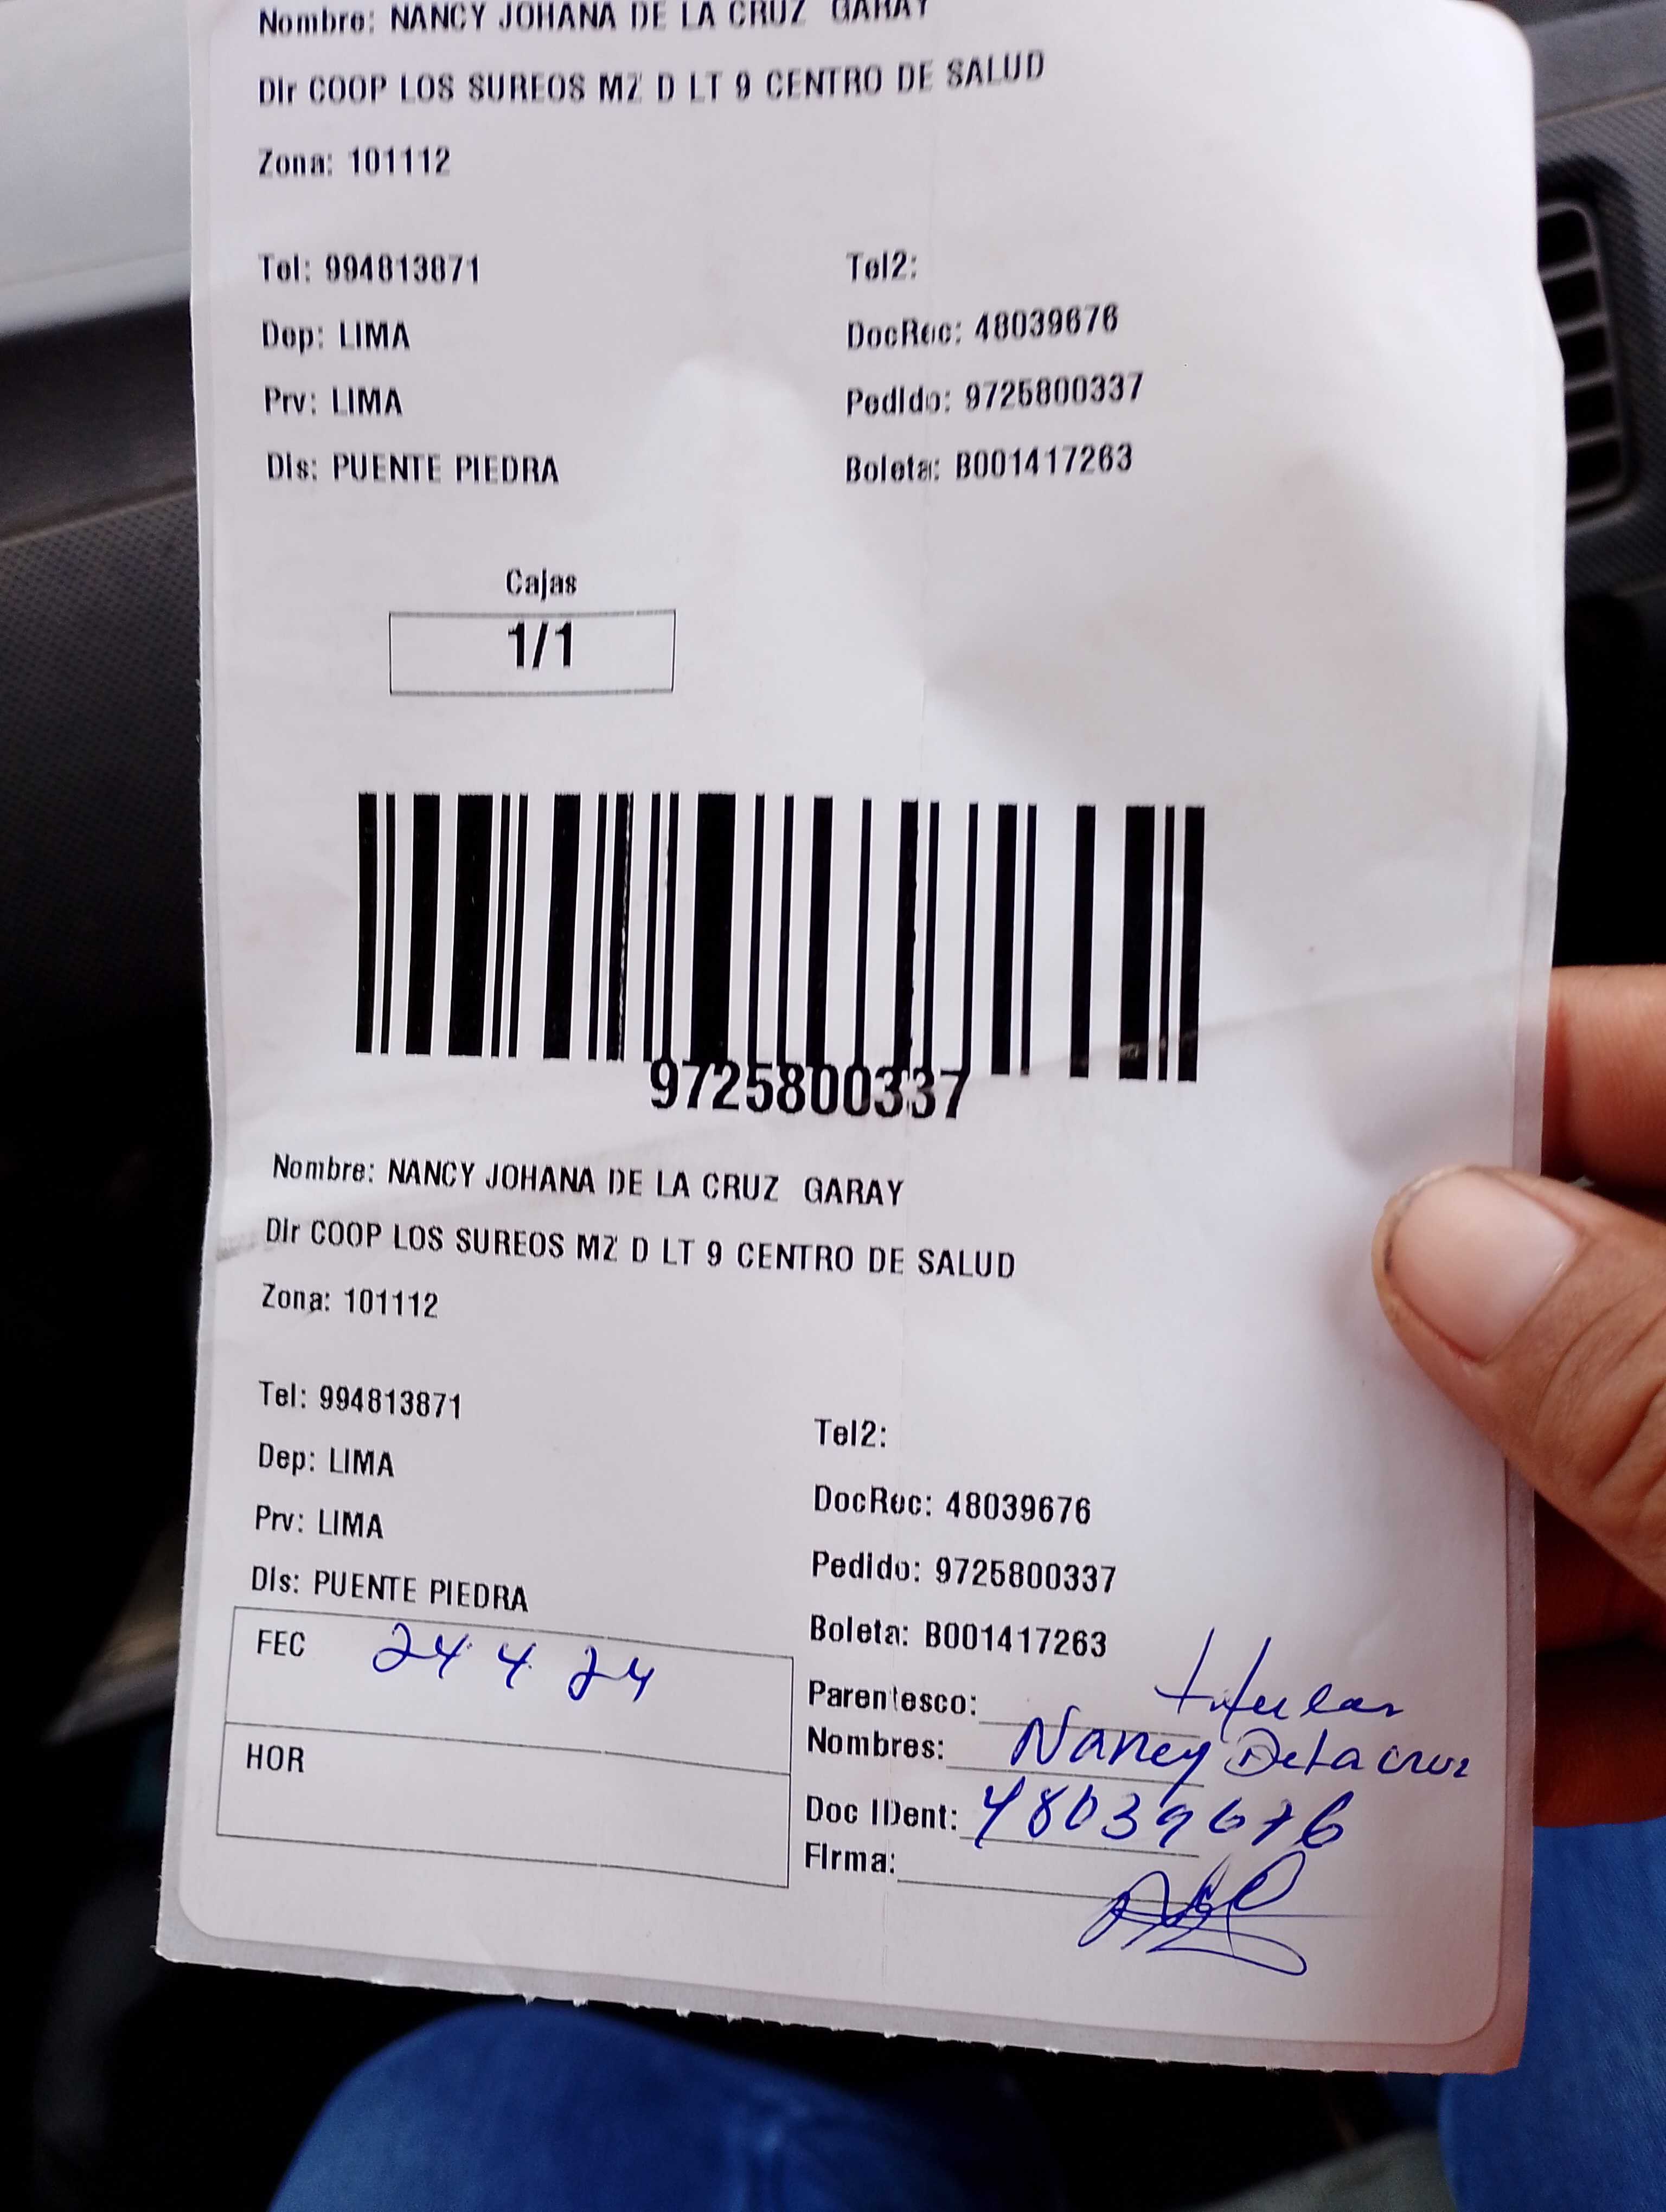 Nombre: NANCY JOHANA DE LA CRUZ GARAY
Dir COOP LOS SUREOS MZ D LT 9 CENTRO DE SALUD
Zona: 101112
Tel: 994813871 Tel2:
Dep: LIMA DocRec: 48039676
Prv: LIMA Pedido: 9725800337
Dis: PUENTE PIEDRA Boleta: B001417263
Cajas
1/1
9725800337
Nombre: NANCY JOHANA DE LA CRUZ GARAY
Dir COOP LOS SUREOS MZ D LT 9 CENTRO DE SALUD
Zona: 101112
Tel: 994813871 Tel2:
Dep: LIMA DocRec: 48039676
Prv: LIMA Pedido: 9725800337
Dis: PUENTE PIEDRA Boleta: B001417263
FEC 24 4 24
HOR
Parentesco: titular
Nombres: Nancy De la cruz
Doc IDent: 48039676
Firma: